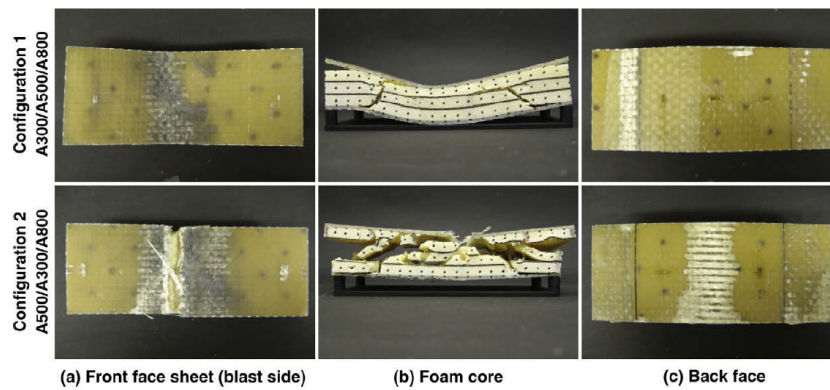 Configuration 1
A300/A500/A800
Configuration 2
A500/A300/A800
(a) Front face sheet (blast side)
(b) Foam core
(c) Back face